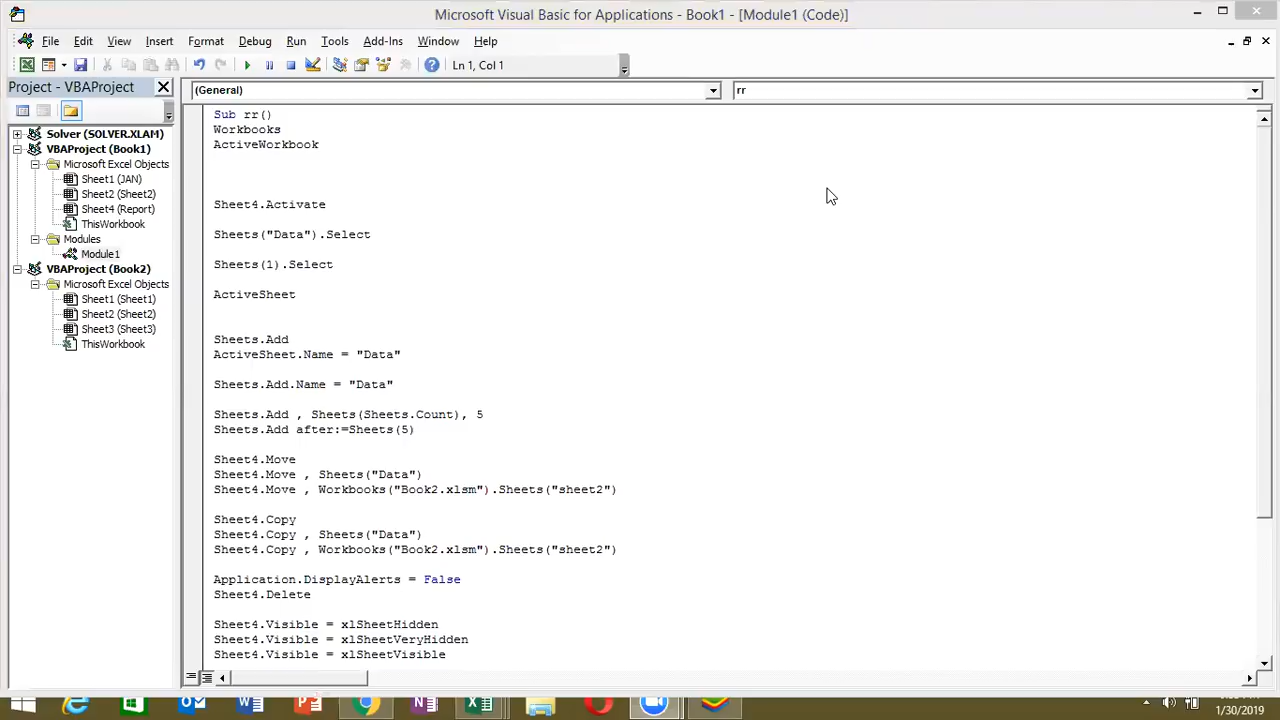 Microsoft Visual Basic for Applications - Book1 - [Module1 (Code)]
File Edit View Insert Format Debug Run Tools Add-Ins Window Help
Ln 1, Col 1
Project - VBAProject
(General)
rr
Solver (SOLVER.XLAM)
VBAProject (Book1)
Microsoft Excel Objects
Sheet1 (JAN)
Sheet2 (Sheet2)
Sheet4 (Report)
ThisWorkbook
Modules
Module1
VBAProject (Book2)
Microsoft Excel Objects
Sheet1 (Sheet1)
Sheet2 (Sheet2)
Sheet3 (Sheet3)
ThisWorkbook
Sub rr()
Workbooks
ActiveWorkbook
Sheet4.Activate
Sheets("Data").Select
Sheets(1).Select
ActiveSheet
Sheets.Add
ActiveSheet.Name = "Data"
Sheets.Add.Name = "Data"
Sheets.Add , Sheets(Sheets.Count), 5
Sheets.Add after:=Sheets(5)
Sheet4.Move
Sheet4.Move , Sheets("Data")
Sheet4.Move , Workbooks("Book2.xlsm").Sheets("sheet2")
Sheet4.Copy
Sheet4.Copy , Sheets("Data")
Sheet4.Copy , Workbooks("Book2.xlsm").Sheets("sheet2")
Application.DisplayAlerts = False
Sheet4.Delete
Sheet4.Visible = xlSheetHidden
Sheet4.Visible = xlSheetVeryHidden
Sheet4.Visible = xlSheetVisible
1/30/2019